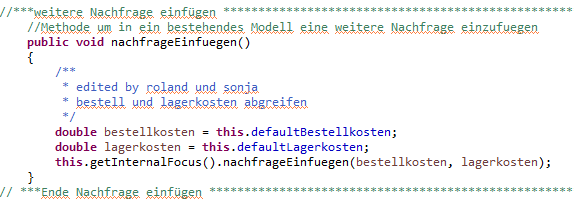 //***weitere Nachfrage einfügen ****************************************************
//Methode um in ein bestehendes Modell eine weitere Nachfrage einzufuegen
public void nachfrageEinfuegen()
{
/**
* edited by roland und sonja
* bestell und lagerkosten abgreifen
*/
double bestellkosten = this.defaultBestellkosten;
double lagerkosten = this.defaultLagerkosten;
this.getInternalFocus().nachfrageEinfuegen(bestellkosten, lagerkosten);
}
// ***Ende Nachfrage einfügen ****************************************************